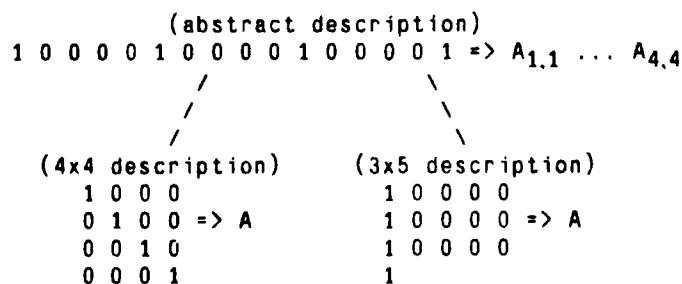 (abstract description)
1 0 0 0 0 1 0 0 0 0 1 0 0 0 0 1 => A1,1 ... A4,4
(4x4 description) (3x5 description)
1 0 0 0 1 0 0 0 0
0 1 0 0 => A 1 0 0 0 0 => A
0 0 1 0 1 0 0 0 0
0 0 0 1 1